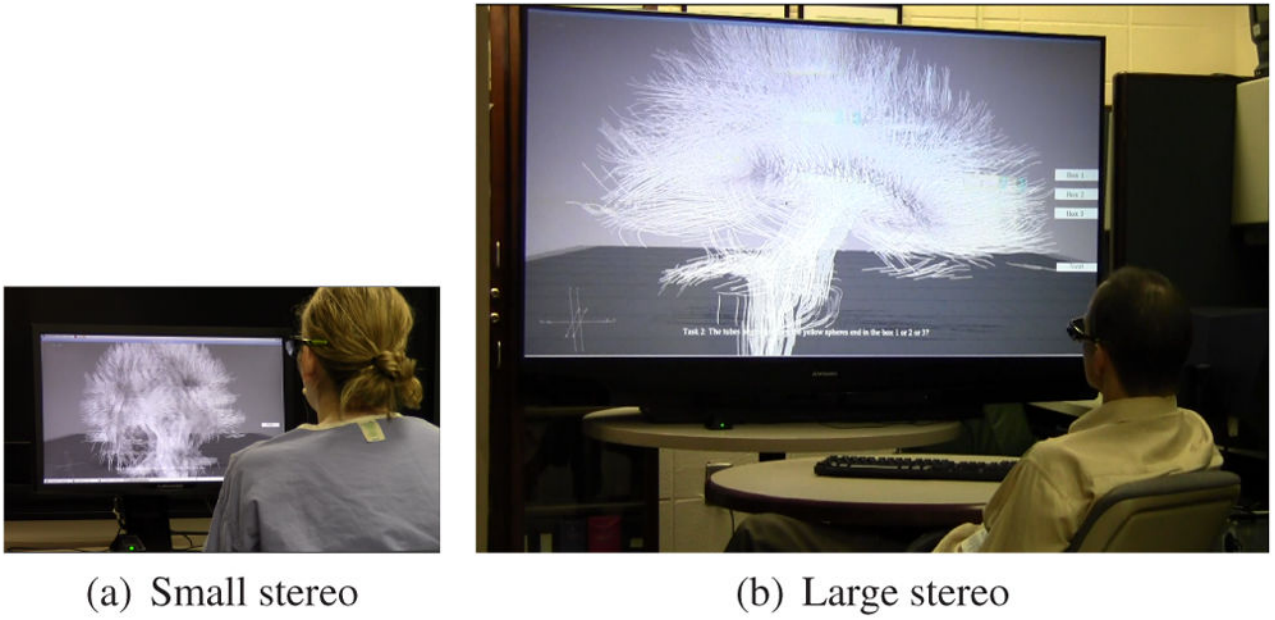 Box 1
Box 2
Box 3
Task 2: The tubes yellow spheres end in the box 1 or 2 or 3?
(a) Small stereo
(b) Large stereo